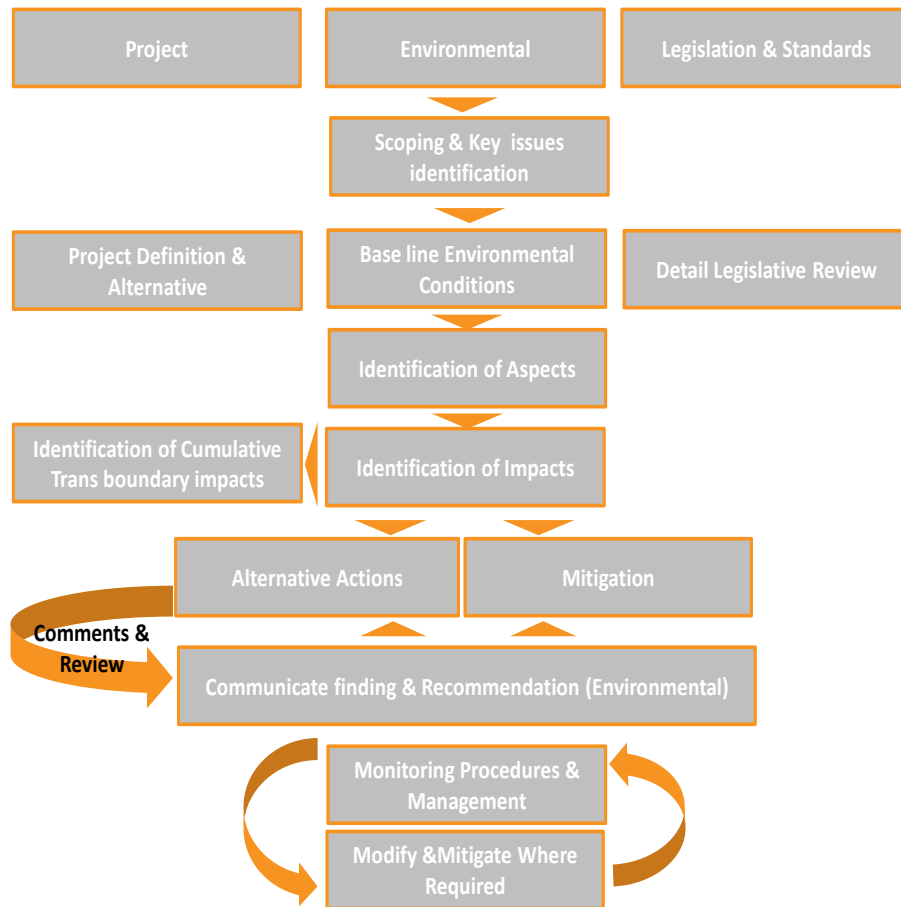 Project
Environmental
Legislation & Standards
Scoping & Key issues
identification
Project Definition &
Alternative
Base line Environmental
Conditions
Detail Legislative Review
Identification of Aspects
Identification of Cumulative
Trans boundary impacts
Identification of Impacts
Alternative Actions
Mitigation
Comments &
Review
Communicate finding & Recommendation (Environmental)
Monitoring Procedures &
Management
Modify &Mitigate Where
Required